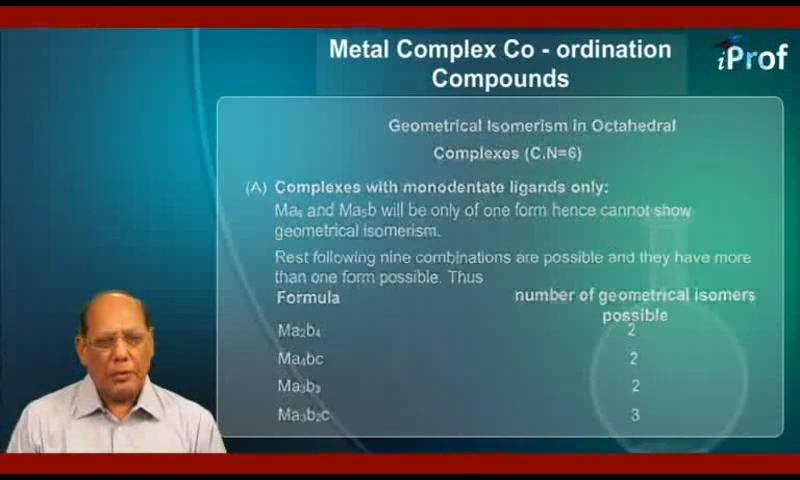 Metal Complex Co - ordination
Compounds
iProf
Geometrical Isomerism in Octahedral
Complexes (C.N=6)
(A) Complexes with monodentate ligands only:
Ma₆ and Ma₅b will be only of one form hence cannot show
geometrical isomerism.
Rest following nine combinations are possible and they have more
than one form possible. Thus
Formula number of geometrical isomers
possible
Ma₂b₄ 2
Ma₄bc 2
Ma₃b₃ 2
Ma₃b₂c 3